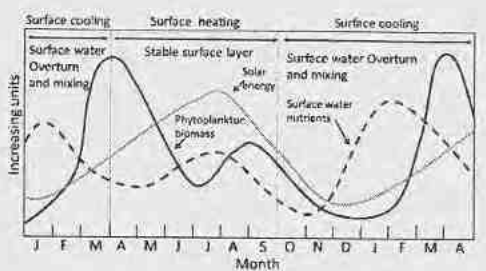 Surface cooling
Surface heating
Surface cooling
Surface water
Overturn
and mixing
Stable surface layer
Surface water Overturn
and mixing
Solar
energy
Surface water
nutrients
Phytoplankton
biomass
Increasing units
J F M A M J J A S O N D J F M A
Month